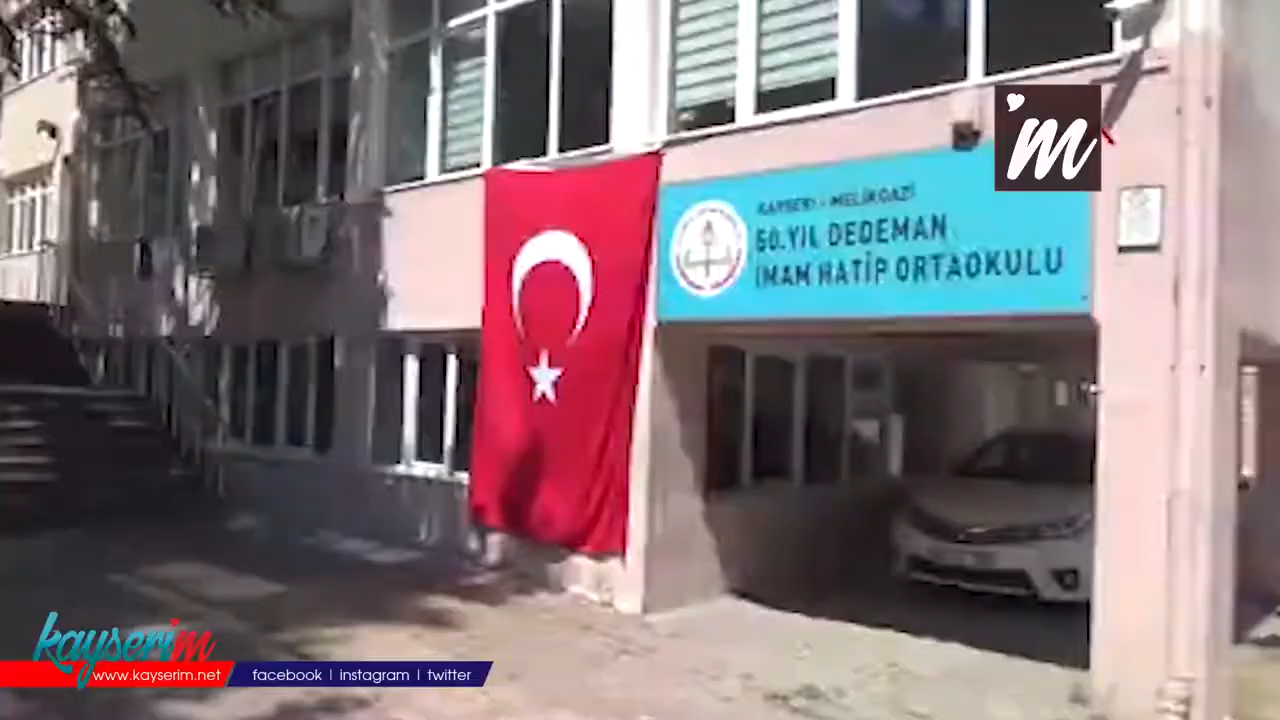 'm
KAYSERİ - MELİKGAZİ
50.YIL DEDEMAN
İMAM HATİP ORTAOKULU
kayserim
www.kayserim.net
facebook | instagram | twitter